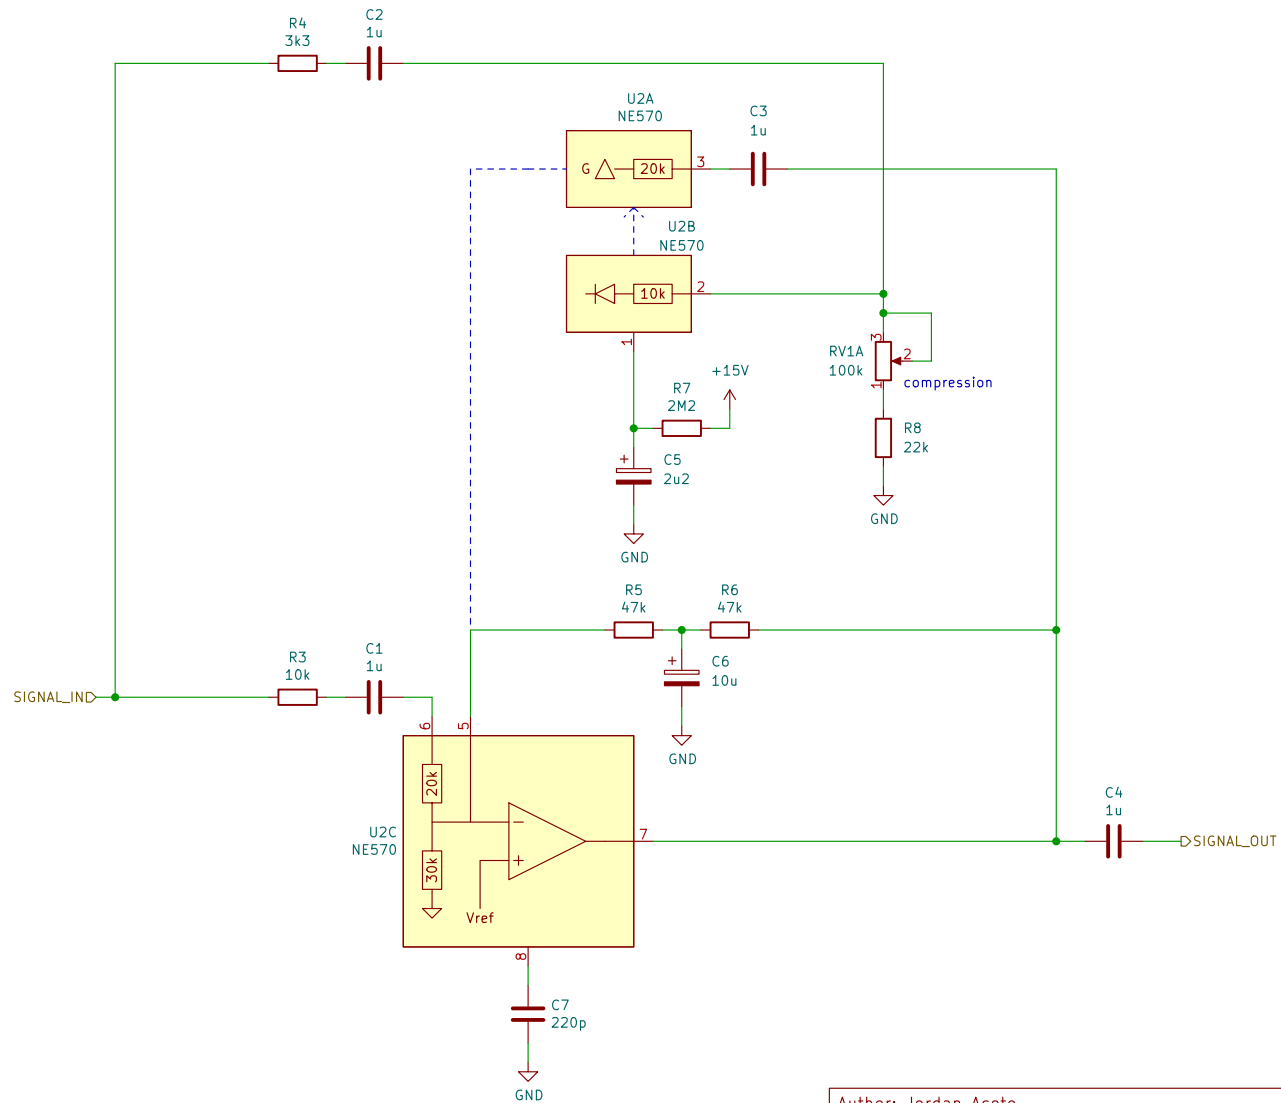 C2
1u
R4
3k3
U2A
NE570
C3
1u
G
20k
3
U2B
NE570
10k
2
1
3
RV1A
100k
2
1
compression
+15V
R7
2M2
R8
22k
+
C5
2u2
GND
GND
R5
47k
R6
47k
+
C6
10u
GND
SIGNAL_IN
R3
10k
C1
1u
6
5
20k
30k
U2C
NE570
-
+
Vref
7
8
C4
1u
SIGNAL_OUT
C7
220p
GND
Author: Jordan Aceto